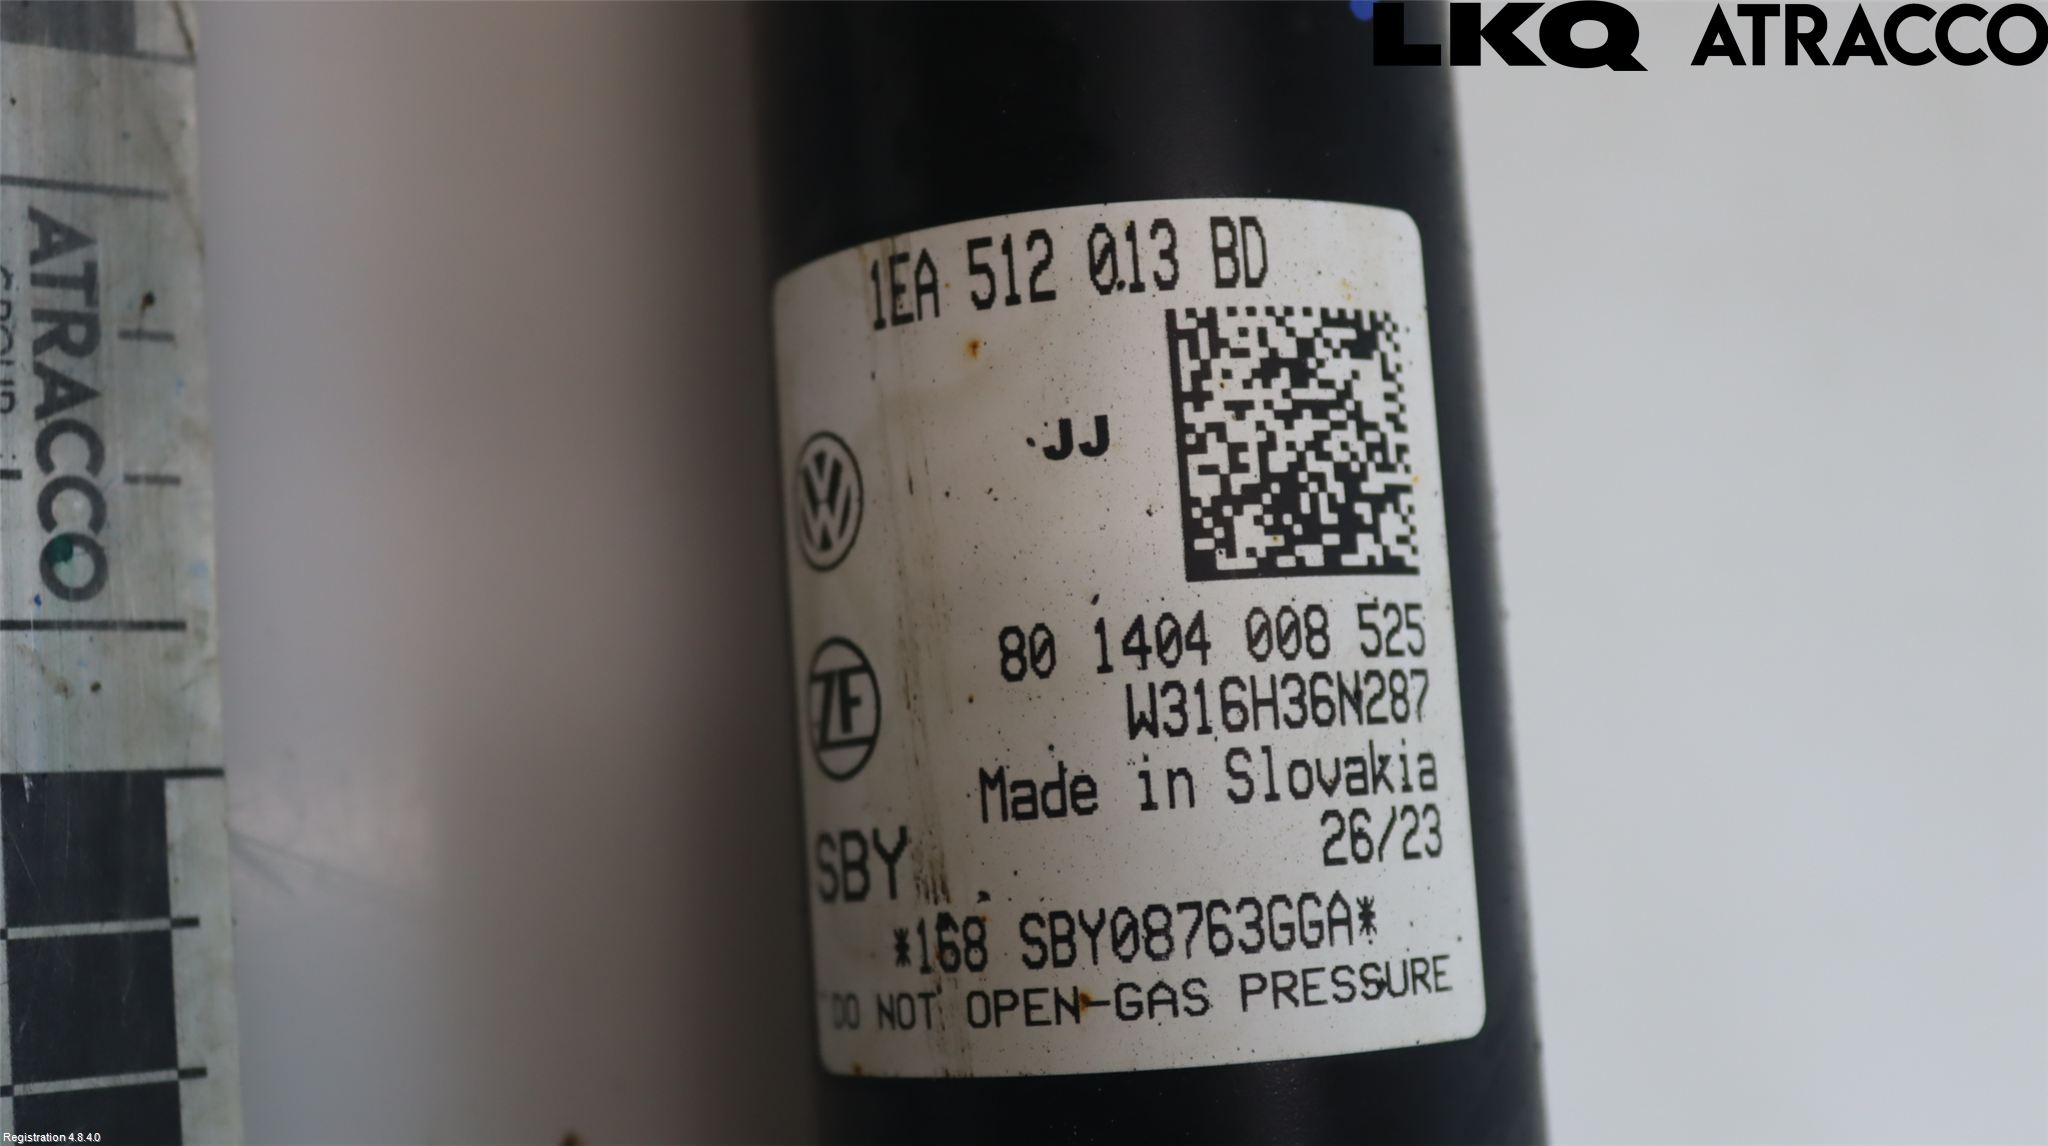 LKQ ATRACCO
ATRACCO
1EA 512 013 BD
JJ
80 1404 008 525
W316H36N287
ZF
Made in Slovakia
26/23
SBY
*168 SBY08763GGA*
DO NOT OPEN-GAS PRESSURE
Registration 4.8.4.0